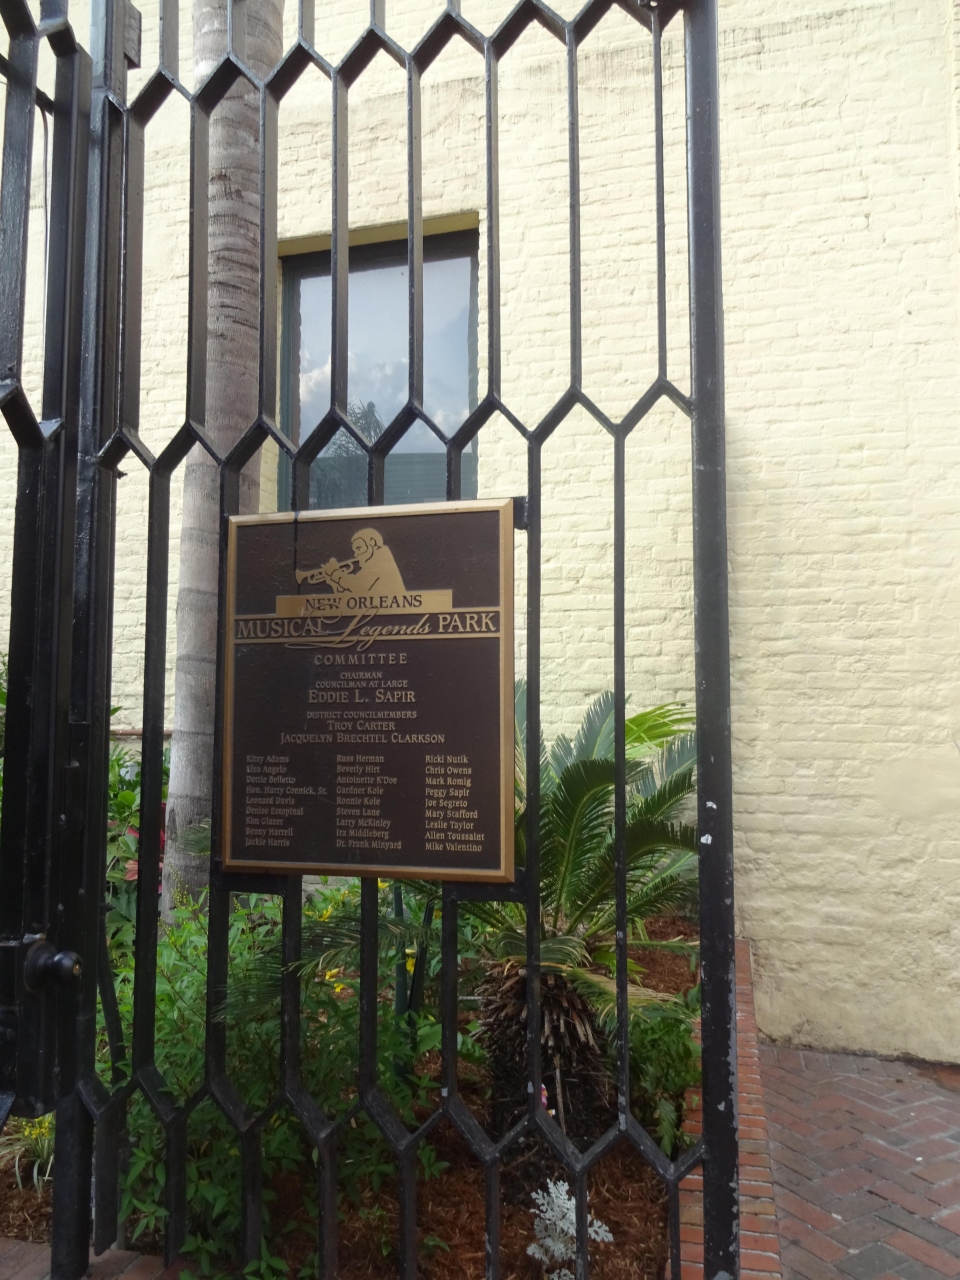 NEW ORLEANS
MUSICAL Legends PARK
COMMITTEE
CHAIRMAN
COUNCILMAN AT LARGE
EDDIE L. SAPIR
DISTRICT COUNCILMEMBERS
TROY CARTER
JACQUELYN BRECHTEL CLARKSON
Kitty Adams
Elso Angelo
Dottie Belletto
Hon. Harry Connick, Sr.
Leonard Davis
Denise Estopinal
Kim Glazer
Benny Harrell
Jackie Harris
Russ Herman
Beverly Hirt
Antoinette K'Doe
Gardner Kole
Ronnie Kole
Steven Lane
Larry McKinley
Ira Middleberg
Dr. Frank Minyard
Ricki Nutik
Chris Owens
Mark Romig
Peggy Sapir
Joe Segreto
Mary Stafford
Leslie Taylor
Allen Toussaint
Mike Valentino